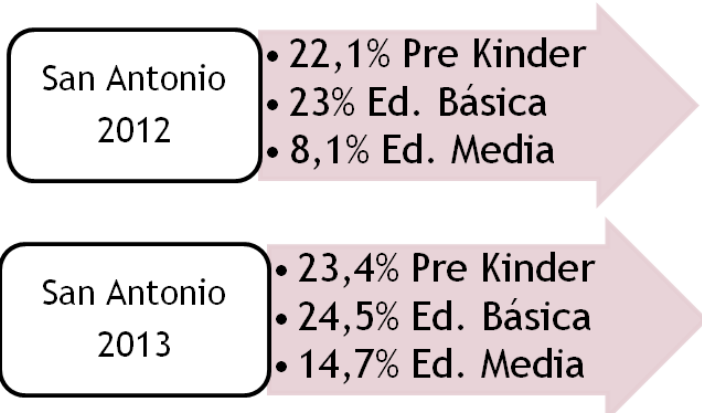 San Antonio
2012
• 22,1% Pre Kinder
• 23% Ed. Básica
• 8,1% Ed. Media
San Antonio
2013
• 23,4% Pre Kinder
• 24,5% Ed. Básica
• 14,7% Ed. Media